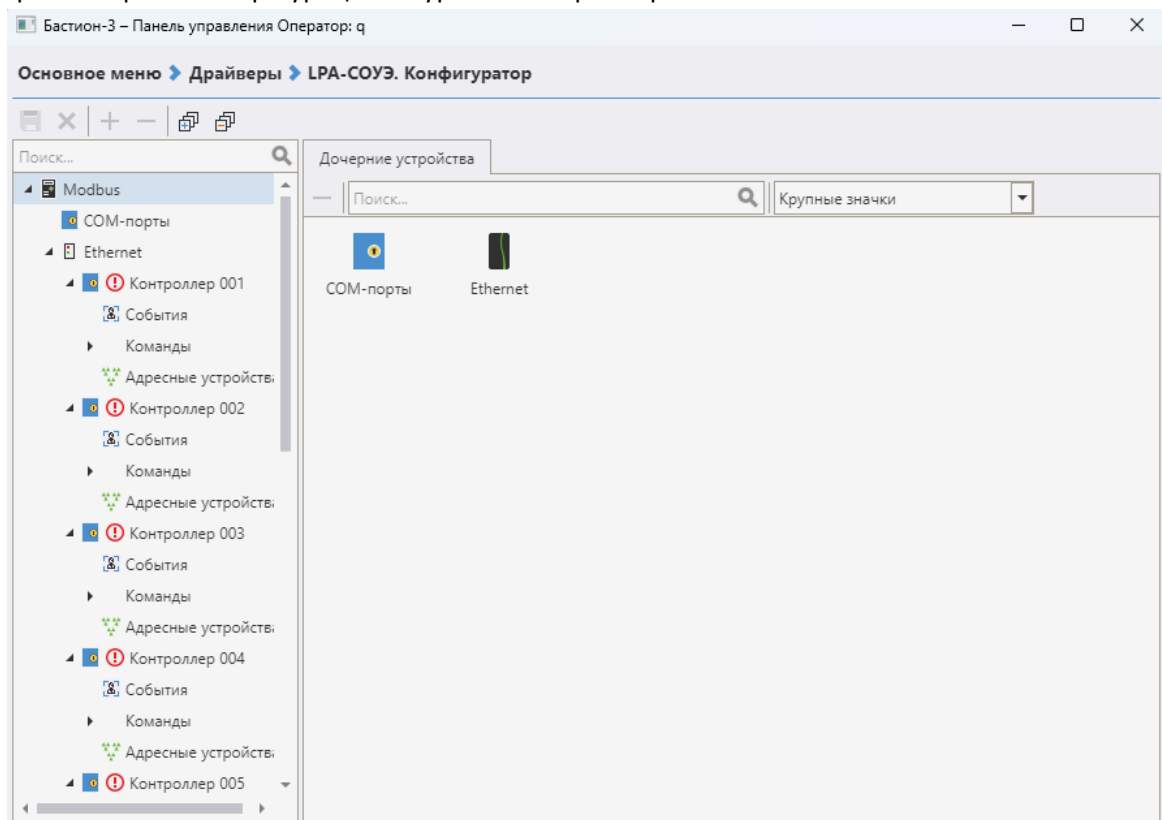 Бастион-3 – Панель управления Оператор: q
Основное меню Драйверы LPA-СОУЭ. Конфигуратор
Поиск...
Modbus
COM-порты
Ethernet
Контроллер 001
События
Команды
Адресные устройства
Контроллер 002
События
Команды
Адресные устройства
Контроллер 003
События
Команды
Адресные устройства
Контроллер 004
События
Команды
Адресные устройства
Контроллер 005
Дочерние устройства
Поиск...
Крупные значки
COM-порты
Ethernet